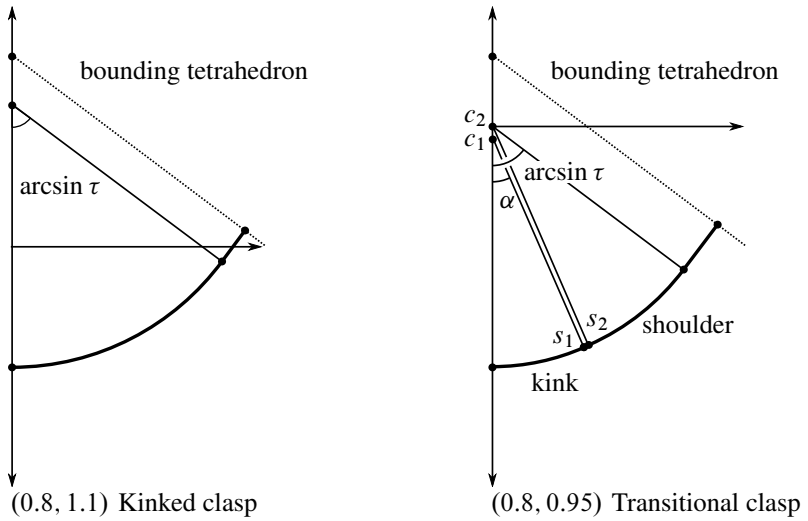 bounding tetrahedron
arcsin τ
(0.8, 1.1) Kinked clasp
bounding tetrahedron
c₂
c₁
arcsin τ
α
s₂
s₁
shoulder
kink
(0.8, 0.95) Transitional clasp